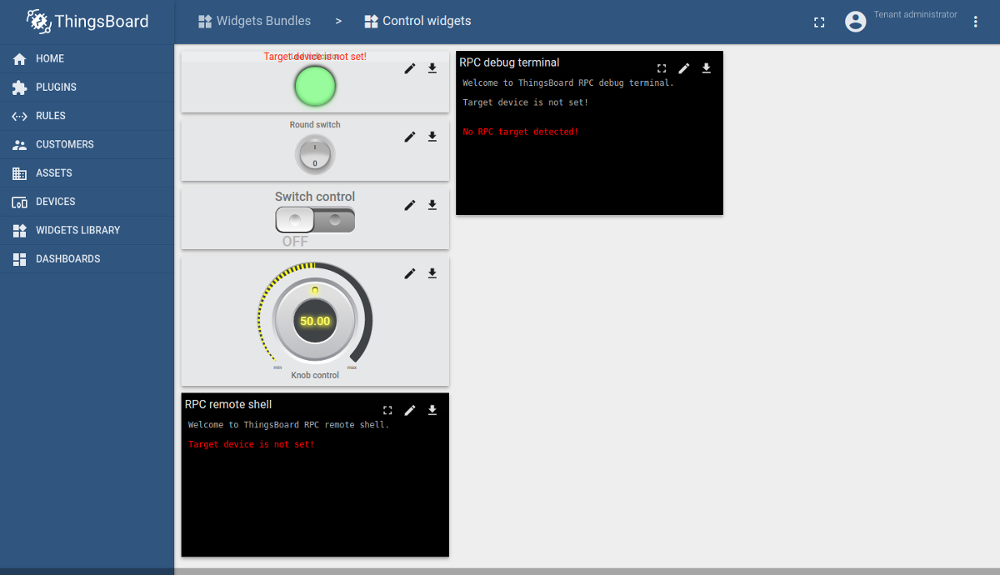 ThingsBoard
Widgets Bundles > Control widgets
Tenant administrator
HOME
PLUGINS
RULES
CUSTOMERS
ASSETS
DEVICES
WIDGETS LIBRARY
DASHBOARDS
Target device is not set!
Round switch
I
0
Switch control
OFF
50.00
min
max
Knob control
RPC remote shell
Welcome to ThingsBoard RPC remote shell.
Target device is not set!
RPC debug terminal
Welcome to ThingsBoard RPC debug terminal.
Target device is not set!
No RPC target detected!